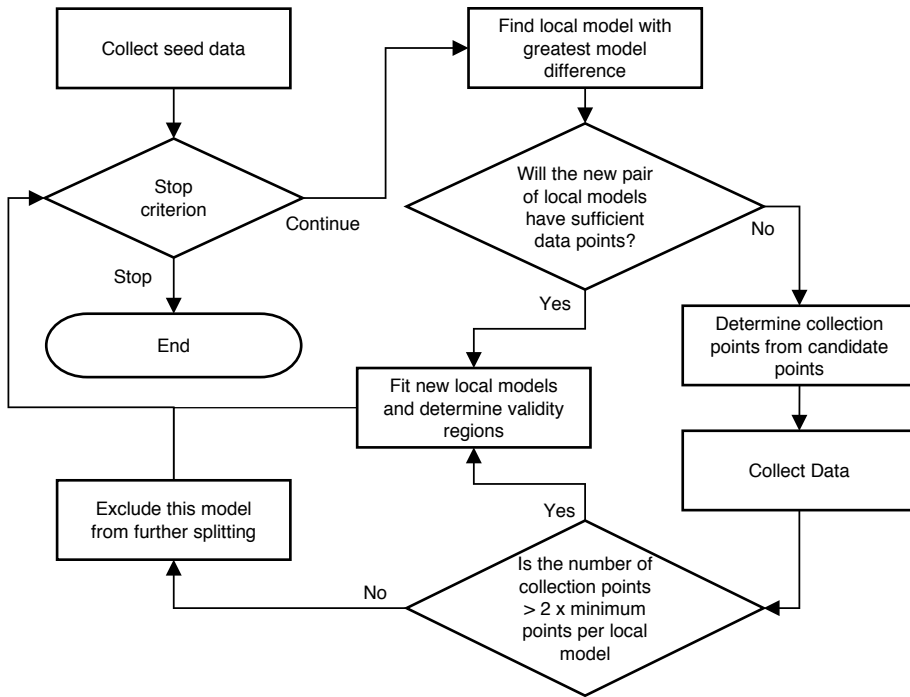 Collect seed data
Find local model with
greatest model
difference
Stop
criterion
Continue
Stop
End
Will the new pair
of local models
have sufficient
data points?
No
Yes
Determine collection
points from candidate
points
Fit new local models
and determine validity
regions
Collect Data
Exclude this model
from further splitting
Yes
No
Is the number of
collection points
> 2 x minimum
points per local
model